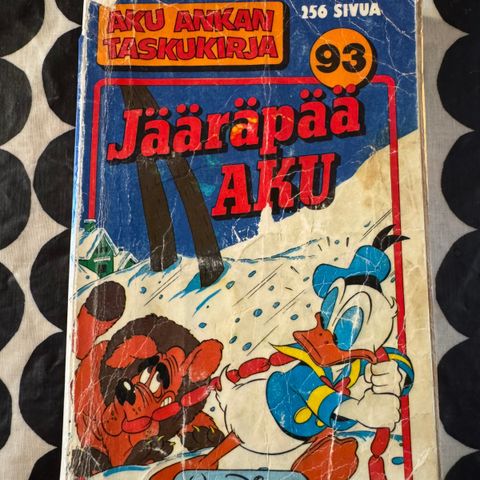 AKU ANKAN
TASKUKIRJA
256 SIVUA
93
Jääräpää
AKU